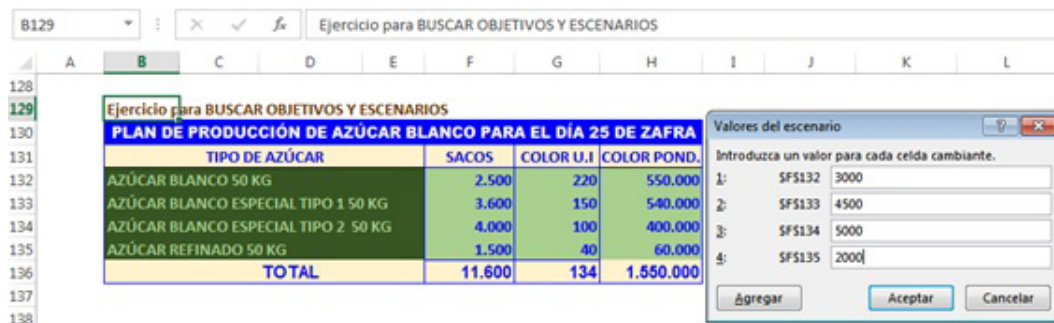 B129 fx Ejercicio para BUSCAR OBJETIVOS Y ESCENARIOS
A B C D E F G H I J K L
128
129 Ejercicio para BUSCAR OBJETIVOS Y ESCENARIOS
130 PLAN DE PRODUCCIÓN DE AZÚCAR BLANCO PARA EL DÍA 25 DE ZAFRA
131 TIPO DE AZÚCAR SACOS COLOR U.I COLOR POND.
132 AZÚCAR BLANCO 50 KG 2.500 220 550.000
133 AZÚCAR BLANCO ESPECIAL TIPO 1 50 KG 3.600 150 540.000
134 AZÚCAR BLANCO ESPECIAL TIPO 2 50 KG 4.000 100 400.000
135 AZÚCAR REFINADO 50 KG 1.500 40 60.000
136 TOTAL 11.600 134 1.550.000
137
138
Valores del escenario
Introduzca un valor para cada celda cambiante.
1: $F$132 3000
2: $F$133 4500
3: $F$134 5000
4: $F$135 2000
Agregar Aceptar Cancelar